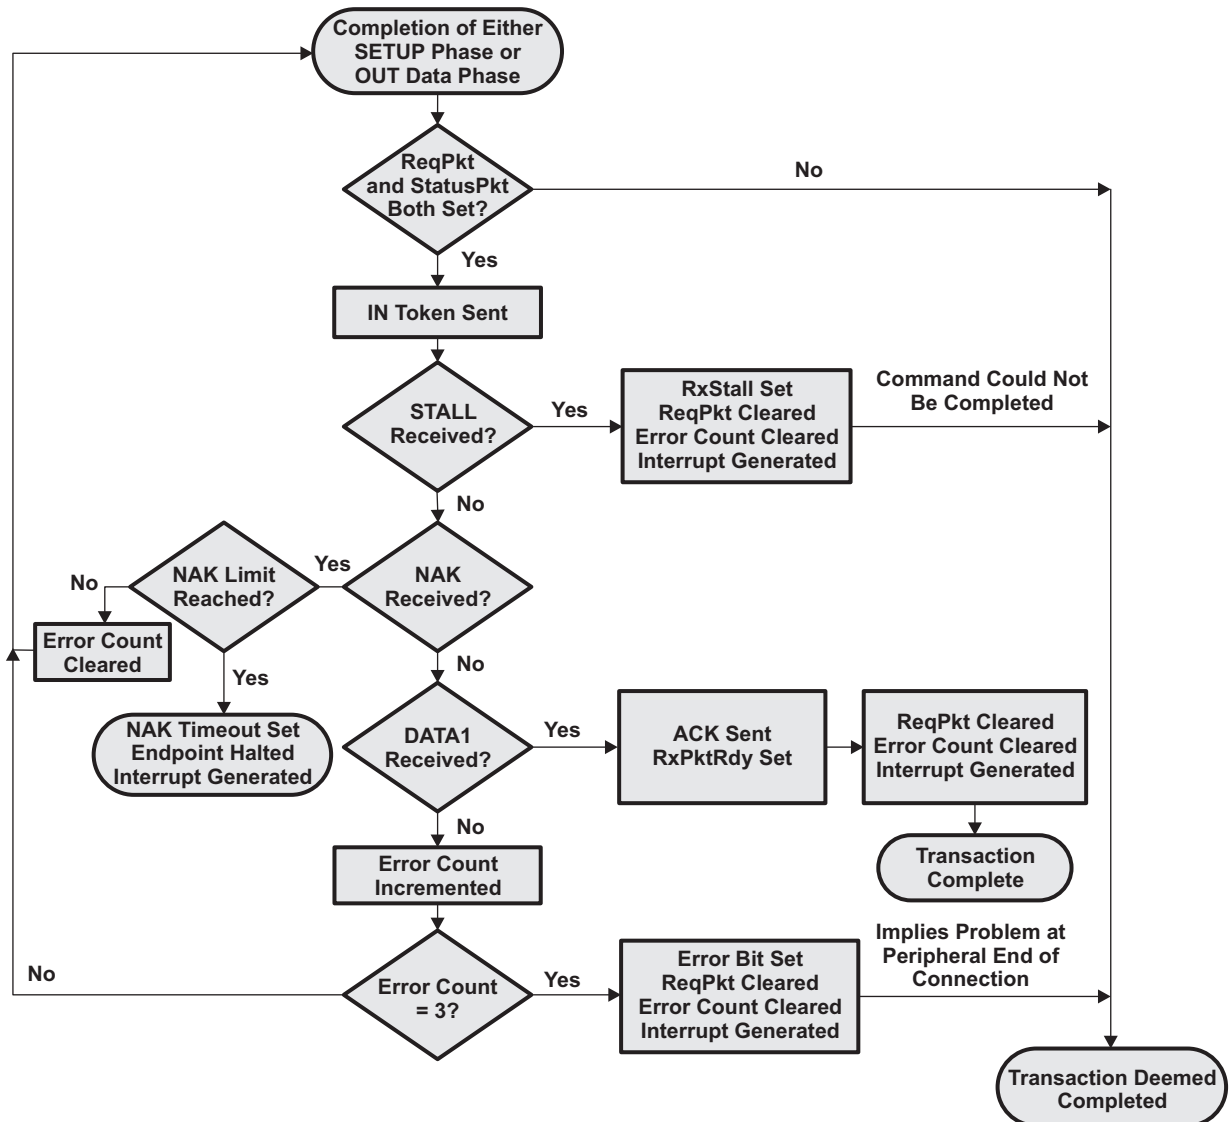 Completion of Either
SETUP Phase or
OUT Data Phase
ReqPkt
and StatusPkt
Both Set?
No
Yes
IN Token Sent
STALL
Received?
Yes
RxStall Set
ReqPkt Cleared
Error Count Cleared
Interrupt Generated
Command Could Not
Be Completed
No
NAK
Received?
Yes
NAK Limit
Reached?
No
Error Count
Cleared
Yes
NAK Timeout Set
Endpoint Halted
Interrupt Generated
No
DATA1
Received?
Yes
ACK Sent
RxPktRdy Set
ReqPkt Cleared
Error Count Cleared
Interrupt Generated
Transaction
Complete
No
Error Count
Incremented
Error Count
= 3?
No
Yes
Error Bit Set
ReqPkt Cleared
Error Count Cleared
Interrupt Generated
Implies Problem at
Peripheral End of
Connection
Transaction Deemed
Completed